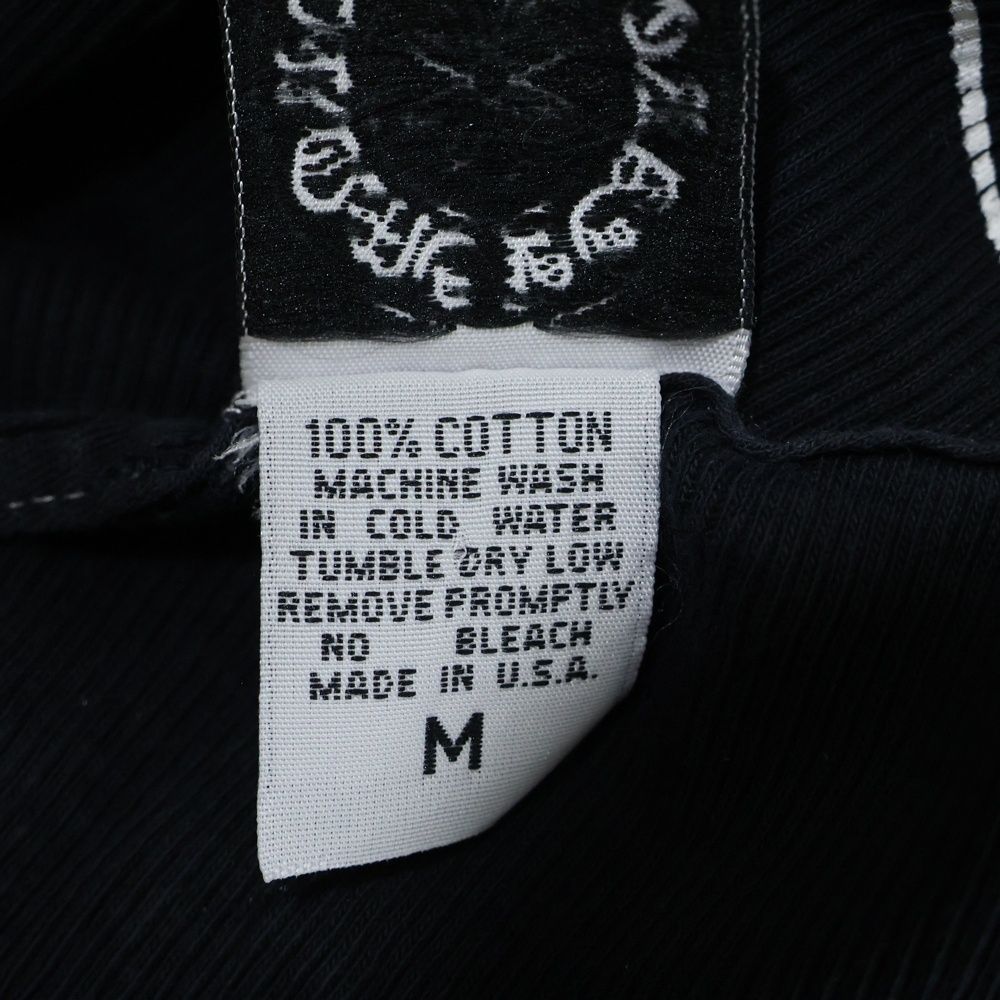 100% COTTON
MACHINE WASH
IN COLD WATER
TUMBLE DRY LOW
REMOVE PROMPTLY
NO BLEACH
MADE IN U.S.A.
M